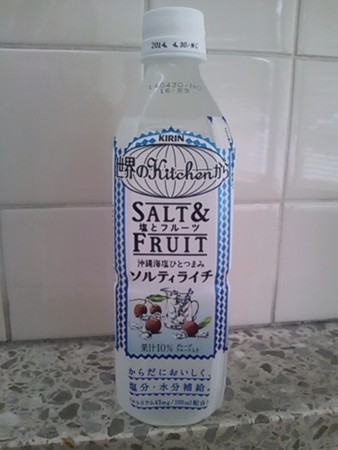 2014. 4.30/HC
KIRIN
世界のKitchenから
SALT&
塩とフルーツ
FRUIT
沖縄海塩ひとつまみ
ソルティライチ
果汁10%
からだにおいしく、
塩分・水分補給。